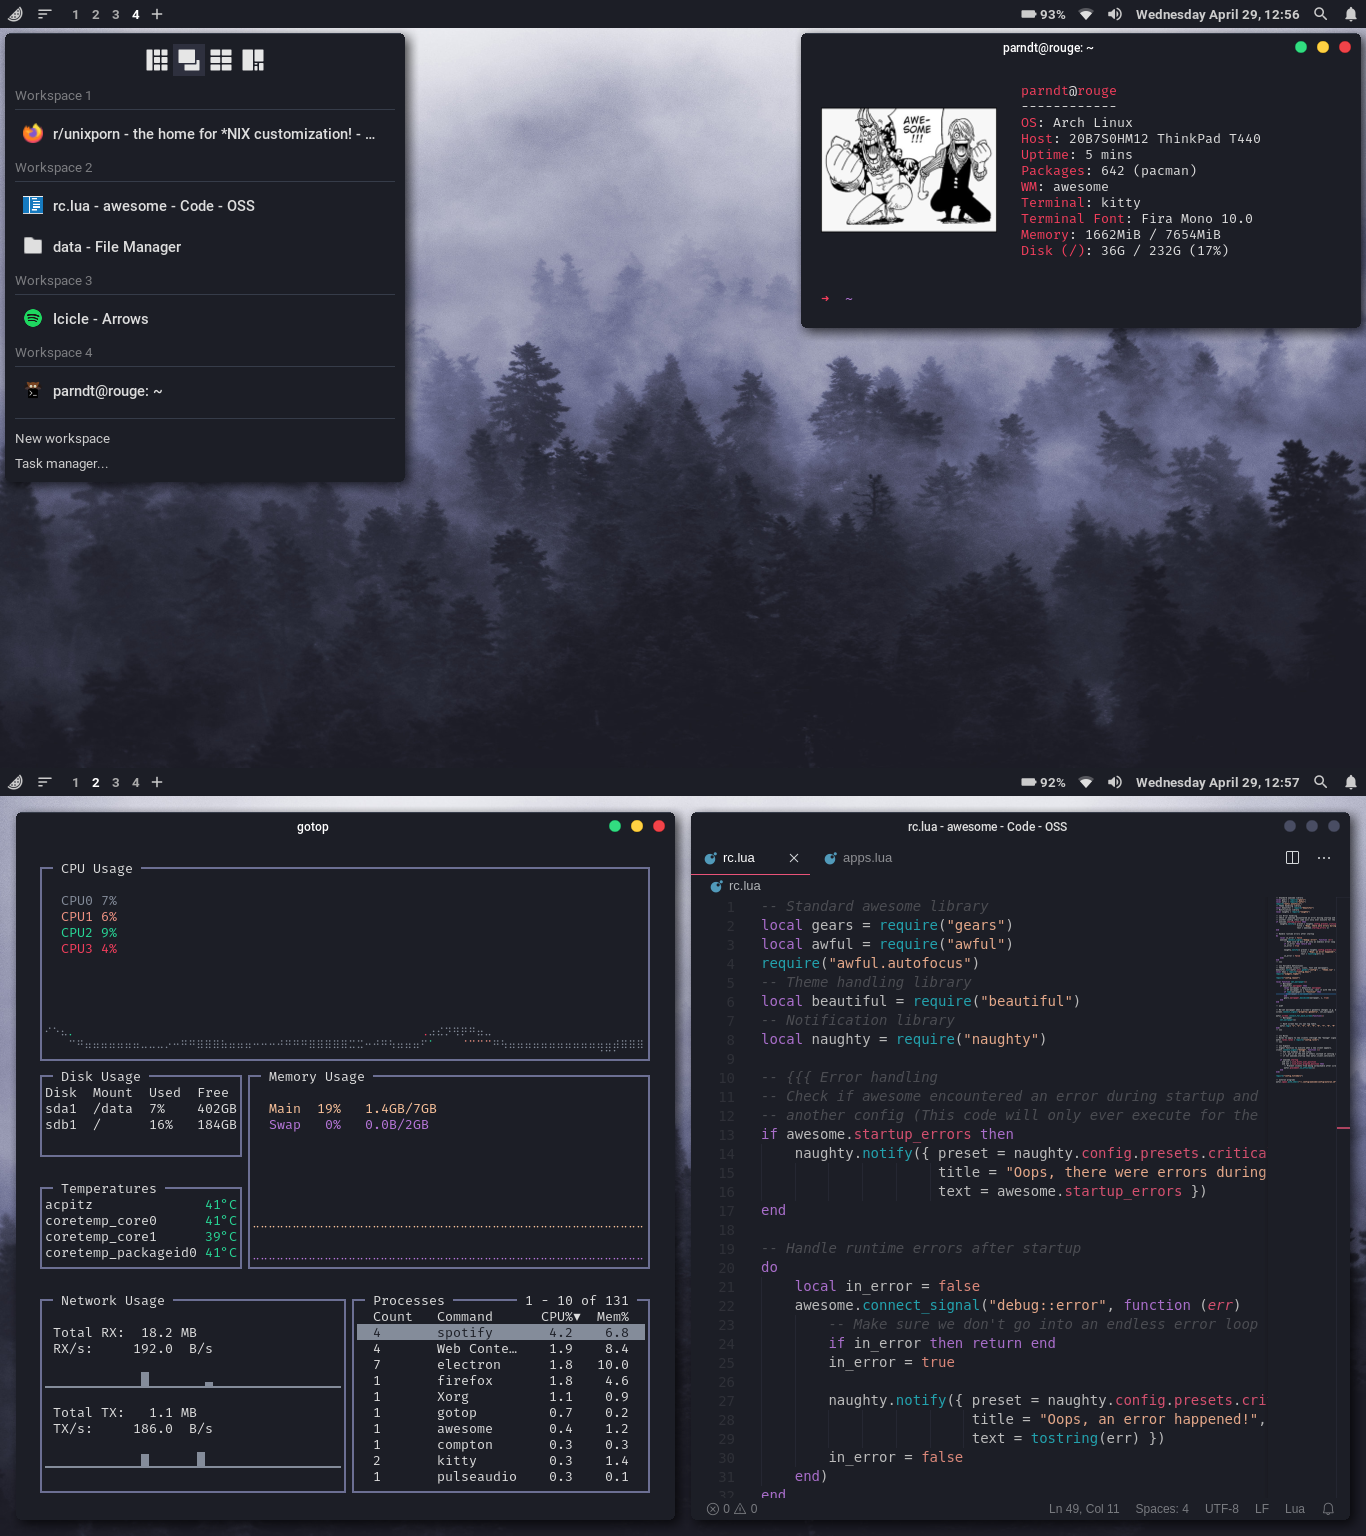 1 2 3 4 +
93% Wednesday April 29, 12:56
Workspace 1
r/unixporn - the home for *NIX customization! - ...
Workspace 2
rc.lua - awesome - Code - OSS
data - File Manager
Workspace 3
Icicle - Arrows
Workspace 4
parndt@rouge: ~
New workspace
Task manager...
parndt@rouge: ~
AWE-
SOME
!!!
parndt@rouge
------------
OS: Arch Linux
Host: 20B7S0HM12 ThinkPad T440
Uptime: 5 mins
Packages: 642 (pacman)
WM: awesome
Terminal: kitty
Terminal Font: Fira Mono 10.0
Memory: 1662MiB / 7654MiB
Disk (/): 36G / 232G (17%)
➜ ~
1 2 3 4 +
92% Wednesday April 29, 12:57
gotop
CPU Usage
CPU0 7%
CPU1 6%
CPU2 9%
CPU3 4%
Disk Usage
Disk Mount Used Free
sda1 /data 7% 402GB
sdb1 / 16% 184GB
Memory Usage
Main 19% 1.4GB/7GB
Swap 0% 0.0B/2GB
Temperatures
acpitz 41°C
coretemp_core0 41°C
coretemp_core1 39°C
coretemp_packageid0 41°C
Network Usage
Total RX: 18.2 MB
RX/s: 192.0 B/s
Total TX: 1.1 MB
TX/s: 186.0 B/s
Processes 1 - 10 of 131
Count Command CPU%▼ Mem%
4 spotify 4.2 6.8
4 Web Conte… 1.9 8.4
7 electron 1.8 10.0
1 firefox 1.8 4.6
1 Xorg 1.1 0.9
1 gotop 0.7 0.2
1 awesome 0.4 1.2
1 compton 0.3 0.3
2 kitty 0.3 1.4
1 pulseaudio 0.3 0.1
rc.lua - awesome - Code - OSS
rc.lua apps.lua
rc.lua
1 -- Standard awesome library
2 local gears = require("gears")
3 local awful = require("awful")
4 require("awful.autofocus")
5 -- Theme handling library
6 local beautiful = require("beautiful")
7 -- Notification library
8 local naughty = require("naughty")
9
10 -- {{{ Error handling
11 -- Check if awesome encountered an error during startup and
12 -- another config (This code will only ever execute for the
13 if awesome.startup_errors then
14 naughty.notify({ preset = naughty.config.presets.critica
15 title = "Oops, there were errors during
16 text = awesome.startup_errors })
17 end
18
19 -- Handle runtime errors after startup
20 do
21 local in_error = false
22 awesome.connect_signal("debug::error", function (err)
23 -- Make sure we don't go into an endless error loop
24 if in_error then return end
25 in_error = true
26
27 naughty.notify({ preset = naughty.config.presets.cri
28 title = "Oops, an error happened!",
29 text = tostring(err) })
30 in_error = false
31 end)
32 end
0 0 Ln 49, Col 11 Spaces: 4 UTF-8 LF Lua